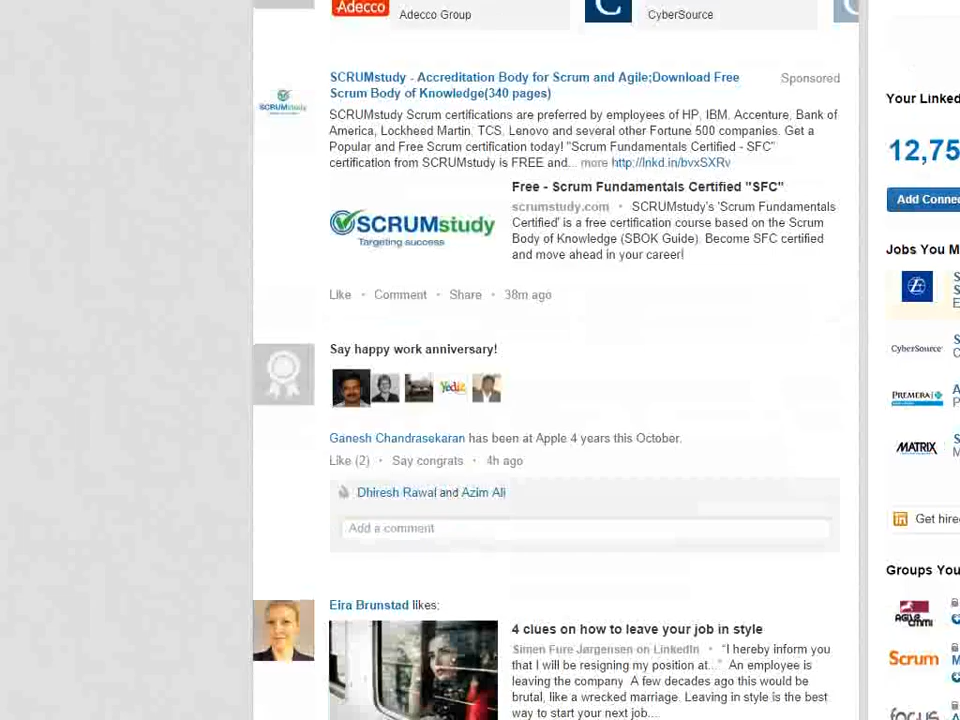 Adecco
Adecco Group
C
CyberSource
SCRUMstudy - Accreditation Body for Scrum and Agile;Download Free
Scrum Body of Knowledge(340 pages)
Sponsored
SCRUMstudy
SCRUMstudy Scrum certifications are preferred by employees of HP, IBM, Accenture, Bank of
America, Lockheed Martin, TCS, Lenovo and several other Fortune 500 companies. Get a
Popular and Free Scrum certification today! "Scrum Fundamentals Certified - SFC"
certification from SCRUMstudy is FREE and... more http://lnkd.in/bvxSXRv
Free - Scrum Fundamentals Certified "SFC"
scrumstudy.com • SCRUMstudy's 'Scrum Fundamentals
Certified' is a free certification course based on the Scrum
Body of Knowledge (SBOK Guide). Become SFC certified
and move ahead in your career!
SCRUMstudy
Targeting success
Like • Comment • Share • 38m ago
Say happy work anniversary!
Yodiz
Ganesh Chandrasekaran has been at Apple 4 years this October.
Like (2) • Say congrats • 4h ago
Dhiresh Rawal and Azim Ali
Add a comment
Eira Brunstad likes:
4 clues on how to leave your job in style
Simen Fure Jørgensen on LinkedIn • "I hereby inform you
that I will be resigning my position at..." An employee is
leaving the company A few decades ago this would be
brutal, like a wrecked marriage. Leaving in style is the best
way to start your next job....
Your Linked
12,75
Add Conne
Jobs You M
S
S
E
CyberSource
S
C
PREMERA
A
P
MATRIX
S
M
in Get hire
Groups You
AGILE
CMMI
Scrum
M
focus
A